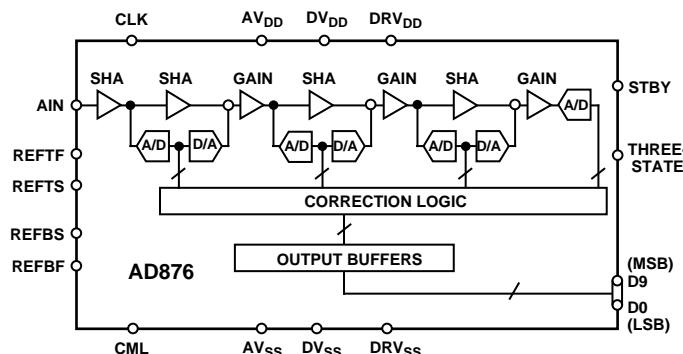 CLK AVDD DVDD DRVDD
SHA SHA GAIN SHA GAIN SHA GAIN
AIN
A/D
STBY
A/D D/A A/D D/A A/D D/A
REFTF
THREE-
STATE
REFTS
CORRECTION LOGIC
REFBS
OUTPUT BUFFERS
REFBF
AD876
(MSB)
D9
D0
(LSB)
CML AVSS DVSS DRVSS